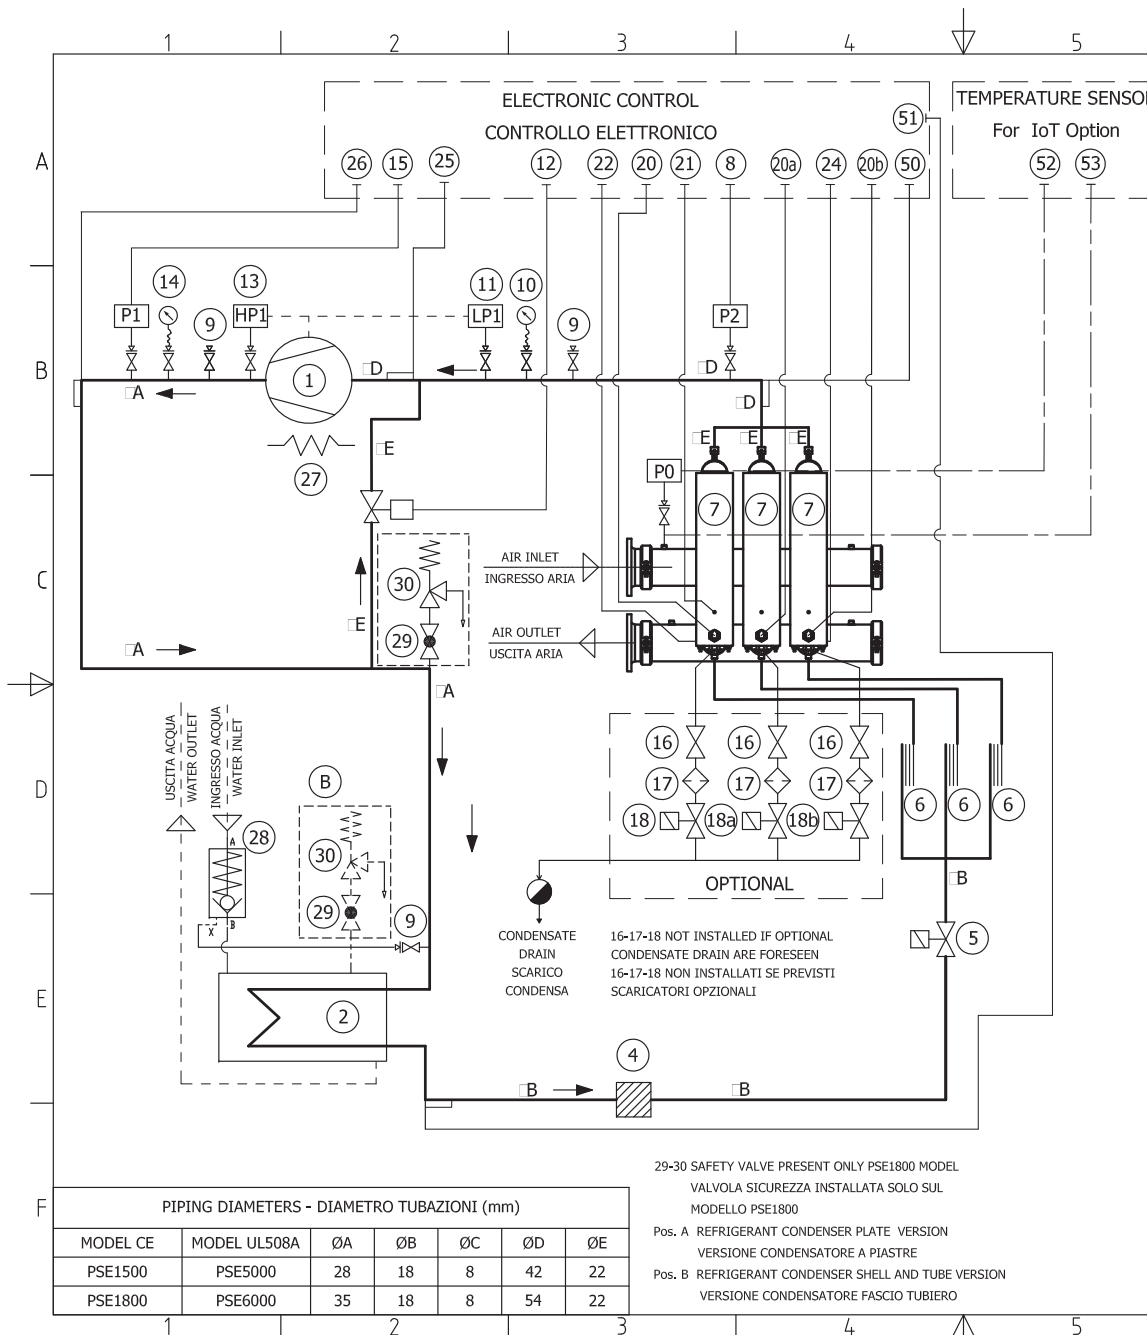 1 2 3 4 5
ELECTRONIC CONTROL
CONTROLLO ELETTRONICO
51
TEMPERATURE SENSO
For IoT Option
A
26 15 25 12 22 20 21 8 20a 24 20b 50 52 53
14 13 11 10
P1 9 HP1 LP1 9 P2
B
1
□D □D
□A
□D
□E □E □E □E
27
P0
7 7 7
C
AIR INLET
INGRESSO ARIA
30
□E
29
AIR OUTLET
USCITA ARIA
□A
□A
USCITA ACQUA
WATER OUTLET
INGRESSO ACQUA
WATER INLET
D
B
16 16 16
17 17 17
18 18a 18b
6 6 6
28
A
30
OPTIONAL
□B
29
9
X B
5
CONDENSATE
DRAIN
SCARICO
CONDENSA
16-17-18 NOT INSTALLED IF OPTIONAL
CONDENSATE DRAIN ARE FORESEEN
16-17-18 NON INSTALLATI SE PREVISTI
SCARICATORI OPZIONALI
E
2
4
□B □B
29-30 SAFETY VALVE PRESENT ONLY PSE1800 MODEL
VALVOLA SICUREZZA INSTALLATA SOLO SUL
MODELLO PSE1800
Pos. A REFRIGERANT CONDENSER PLATE VERSION
VERSIONE CONDENSATORE A PIASTRE
Pos. B REFRIGERANT CONDENSER SHELL AND TUBE VERSION
VERSIONE CONDENSATORE FASCIO TUBIERO
F
PIPING DIAMETERS - DIAMETRO TUBAZIONI (mm)
MODEL CE MODEL UL508A ØA ØB ØC ØD ØE
PSE1500 PSE5000 28 18 8 42 22
PSE1800 PSE6000 35 18 8 54 22
1 2 3 4 5